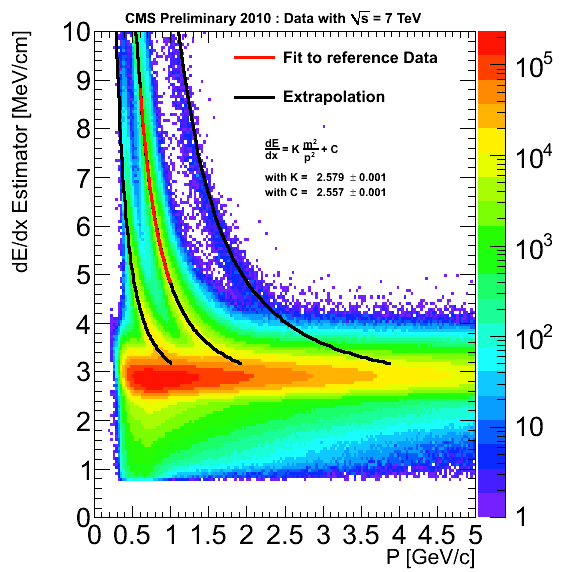 CMS Preliminary 2010 : Data with √s = 7 TeV
dE/dx Estimator [MeV/cm]
10
9
8
7
6
5
4
3
2
1
0
Fit to reference Data
Extrapolation
dE/dx = K m²/p² + C
with K = 2.579 ± 0.001
with C = 2.557 ± 0.001
10⁵
10⁴
10³
10²
10
1
0 0.5 1 1.5 2 2.5 3 3.5 4 4.5 5
P [GeV/c]